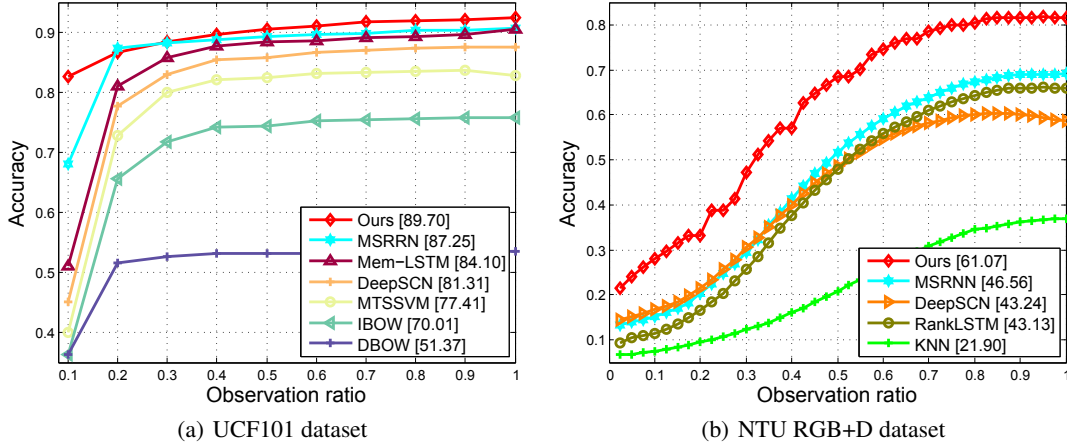 0.9
0.8
0.7
0.6
0.5
0.4
Accuracy
0.1 0.2 0.3 0.4 0.5 0.6 0.7 0.8 0.9 1
Observation ratio
Ours [89.70]
MSRRN [87.25]
Mem-LSTM [84.10]
DeepSCN [81.31]
MTSSVM [77.41]
IBOW [70.01]
DBOW [51.37]
(a) UCF101 dataset
0.8
0.7
0.6
0.5
0.4
0.3
0.2
0.1
Accuracy
0 0.1 0.2 0.3 0.4 0.5 0.6 0.7 0.8 0.9 1
Observation ratio
Ours [61.07]
MSRNN [46.56]
DeepSCN [43.24]
RankLSTM [43.13]
KNN [21.90]
(b) NTU RGB+D dataset